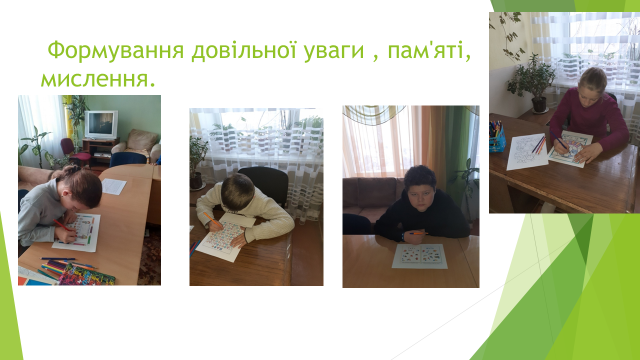 Формування довільної уваги , пам'яті,
мислення.